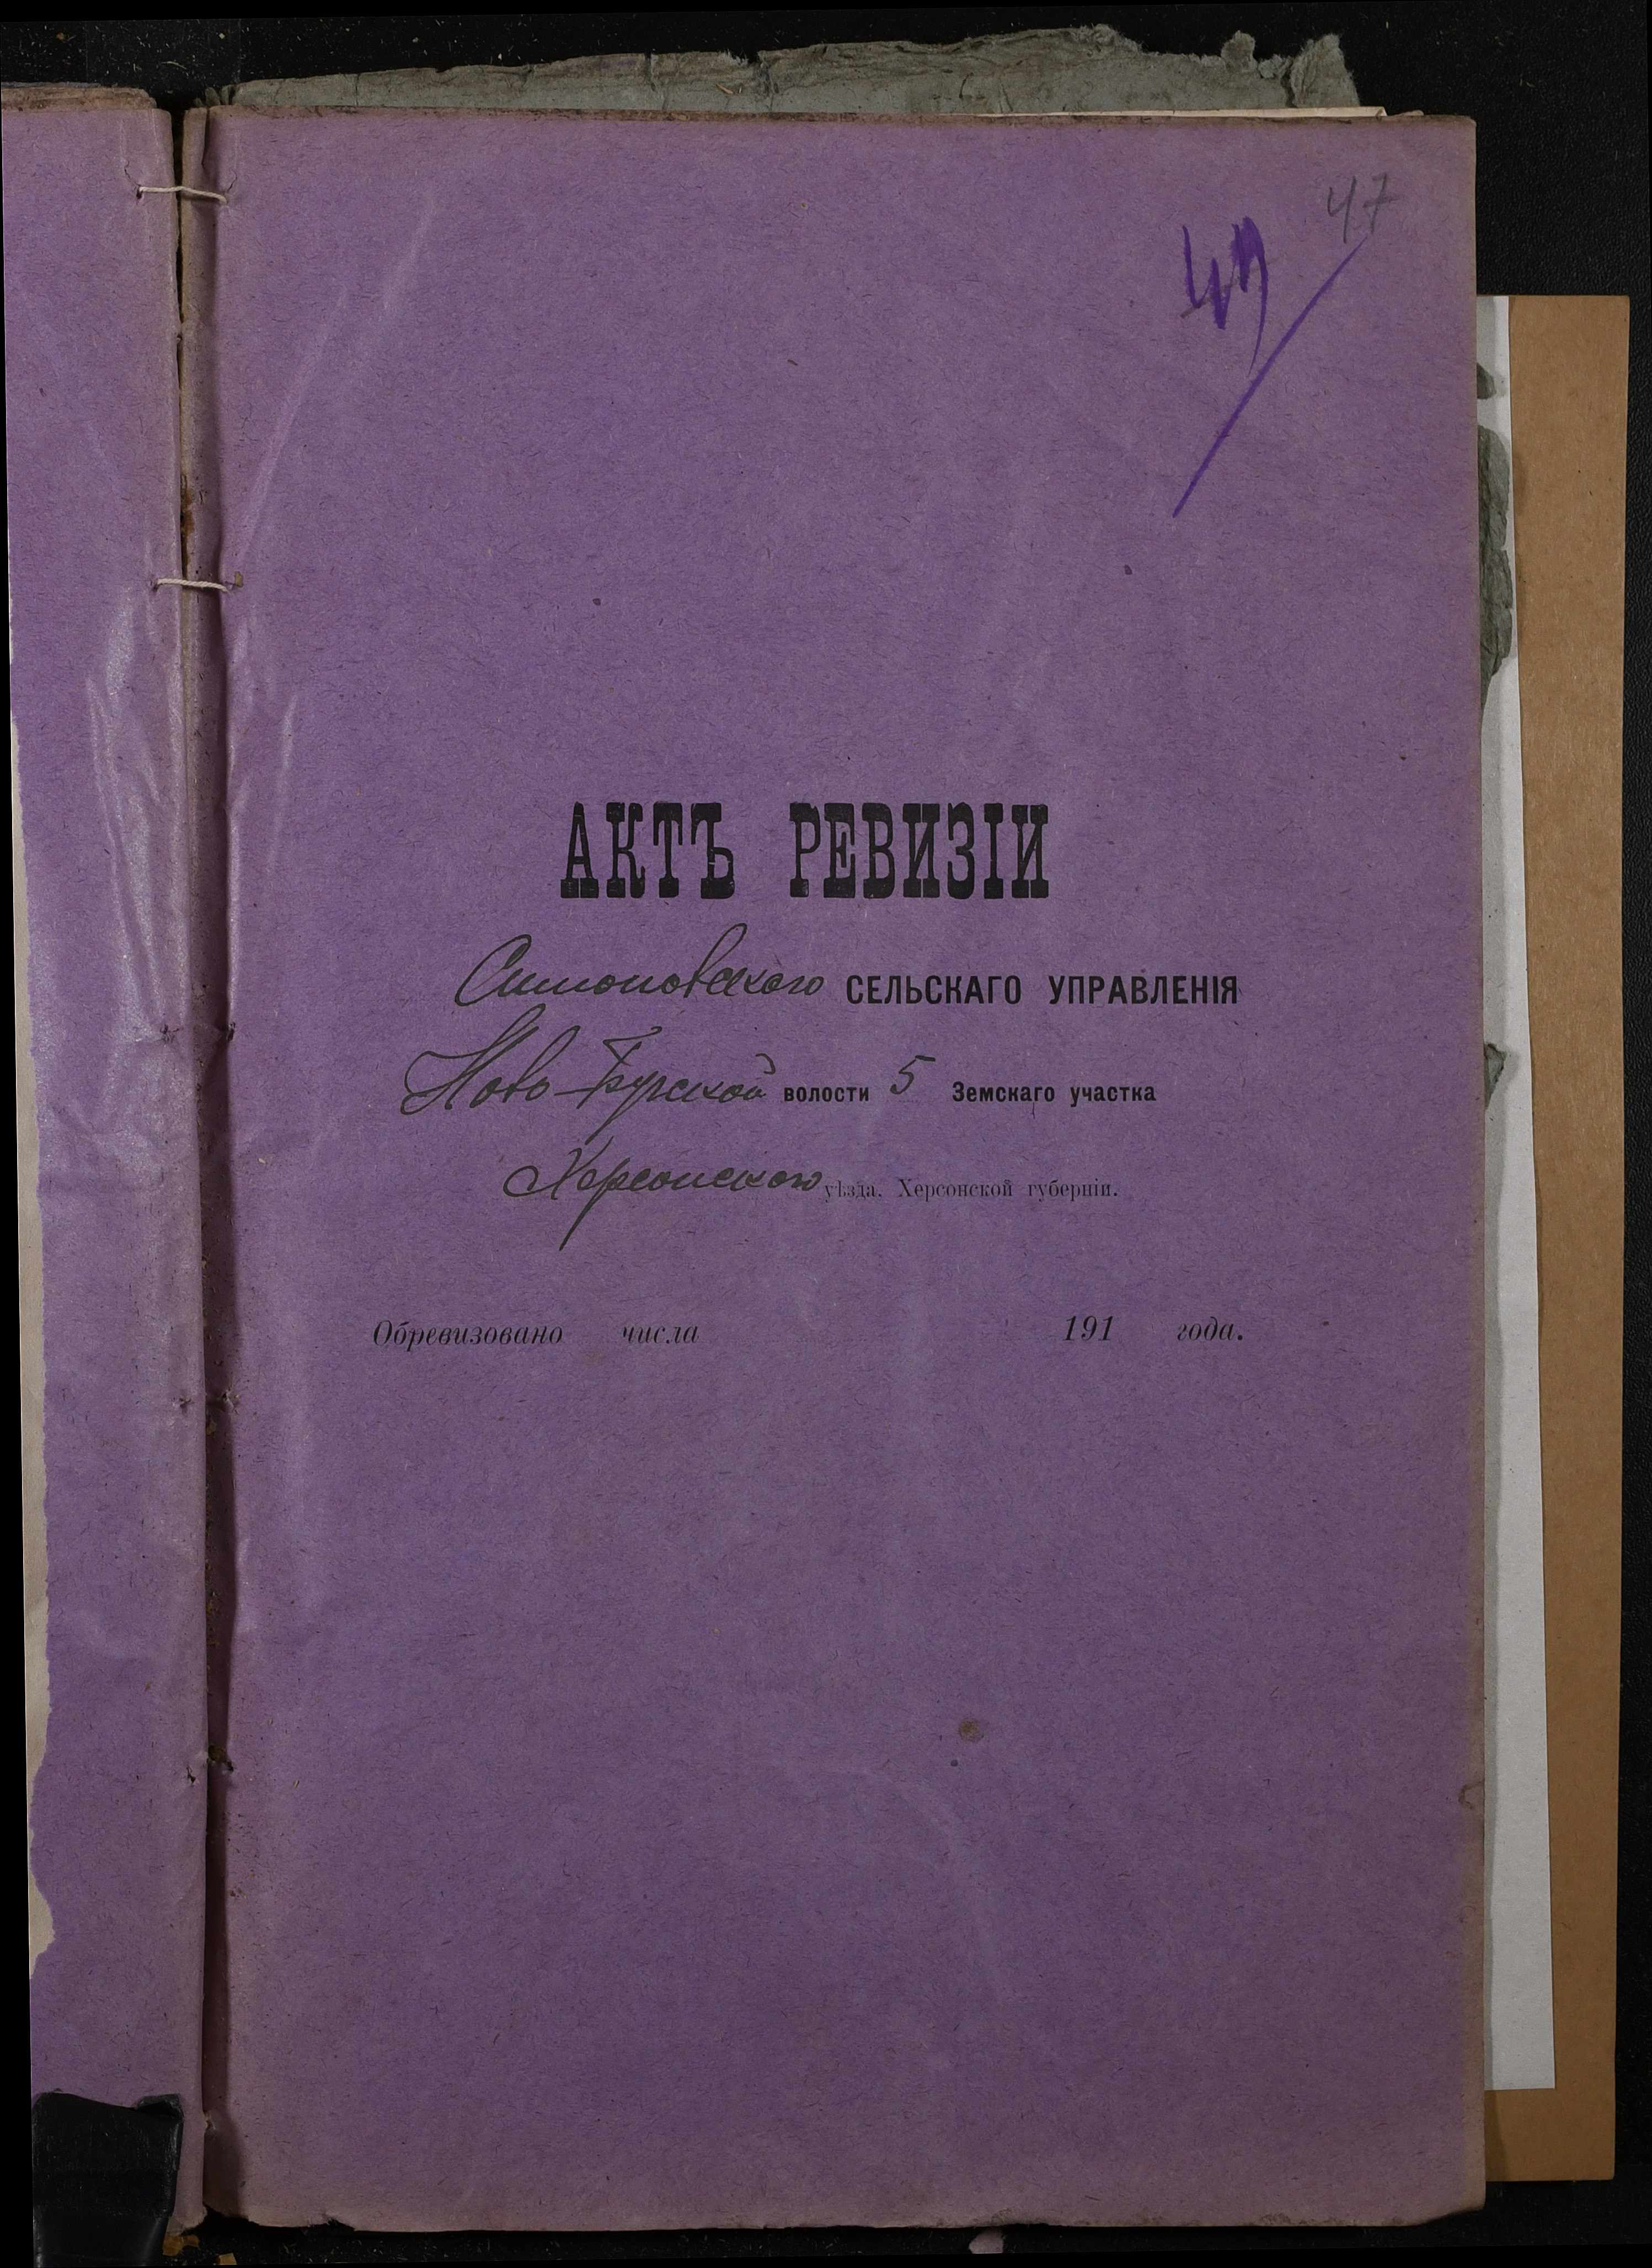 47
47
АКТЪ РЕВИЗІИ
Симоновского СЕЛЬСКАГО УПРАВЛЕНІЯ
Ново-Бугской волости 5 Земскаго участка
Херсонского уѣзда. Херсонской губерніи.
Обревизовано числа 191 года.